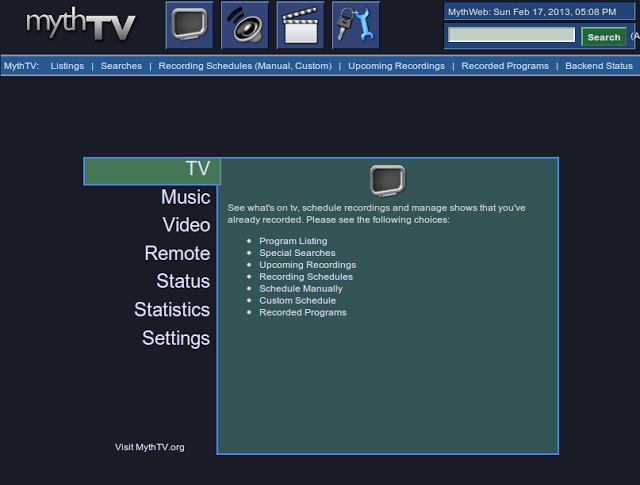 mythTV
MythWeb: Sun Feb 17, 2013, 05:08 PM
Search (A
MythTV: Listings | Searches | Recording Schedules (Manual, Custom) | Upcoming Recordings | Recorded Programs | Backend Status
TV
Music
Video
Remote
Status
Statistics
Settings
See what's on tv, schedule recordings and manage shows that you've
already recorded. Please see the following choices:
Program Listing
Special Searches
Upcoming Recordings
Recording Schedules
Schedule Manually
Custom Schedule
Recorded Programs
Visit MythTV.org